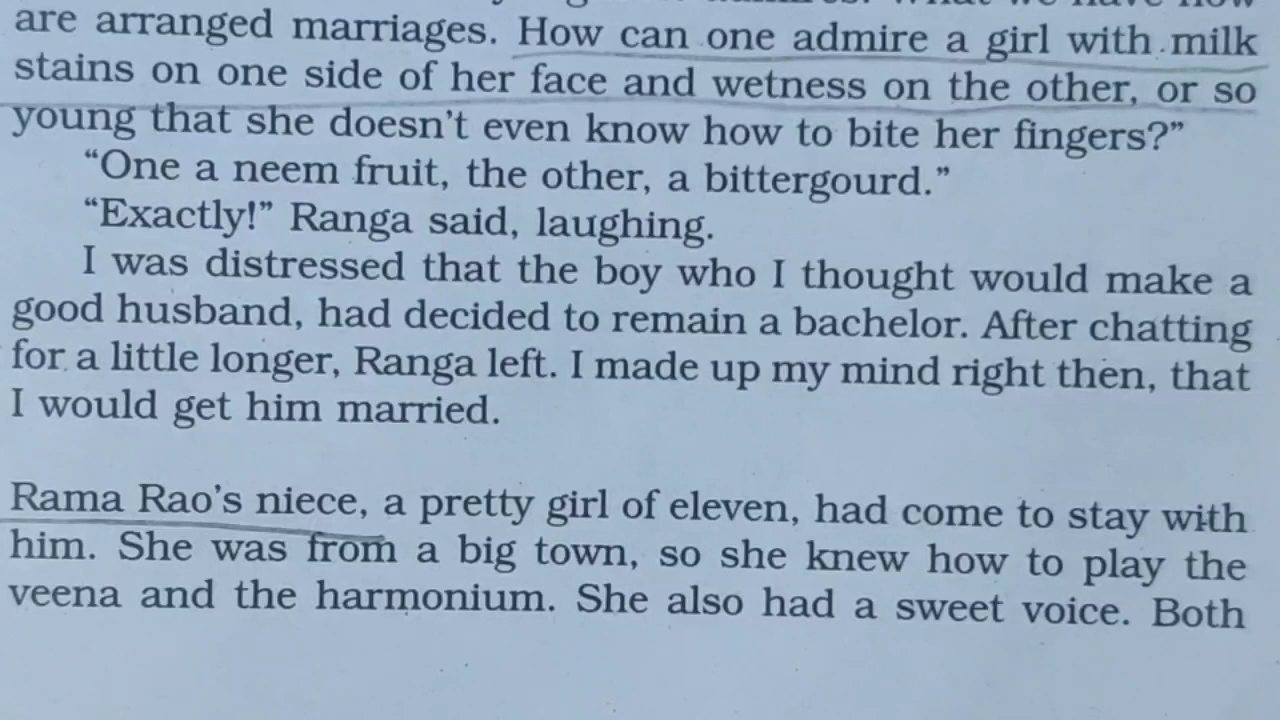 are arranged marriages. How can one admire a girl with milk
stains on one side of her face and wetness on the other, or so
young that she doesn't even know how to bite her fingers?”
“One a neem fruit, the other, a bittergourd.”
“Exactly!” Ranga said, laughing.
I was distressed that the boy who I thought would make a
good husband, had decided to remain a bachelor. After chatting
for a little longer, Ranga left. I made up my mind right then, that
I would get him married.
Rama Rao's niece, a pretty girl of eleven, had come to stay with
him. She was from a big town, so she knew how to play the
veena and the harmonium. She also had a sweet voice. Both